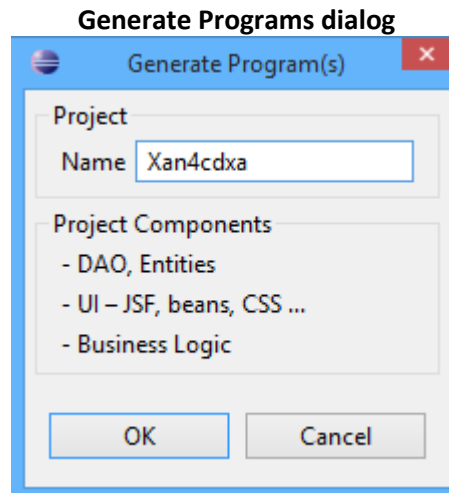 Generate Programs dialog
Generate Program(s)
Project
Name Xan4cdxa
Project Components
- DAO, Entities
- UI – JSF, beans, CSS ...
- Business Logic
OK Cancel